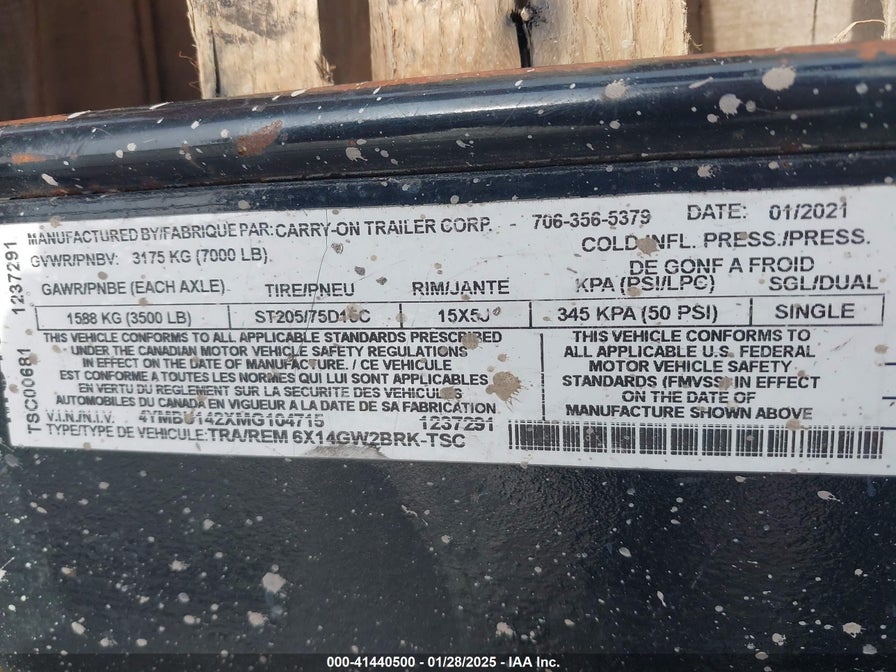 MANUFACTURED BY/FABRIQUE PAR: CARRY-ON TRAILER CORP. 706-356-5379 DATE: 01/2021
GVWR/PNBV: 3175 KG (7000 LB) COLD INFL. PRESS./PRESS.
DE GONF A FROID
GAWR/PNBE (EACH AXLE) TIRE/PNEU RIM/JANTE KPA (PSI/LPC) SGL/DUAL
1588 KG (3500 LB) ST205/75D15C 15X5J 345 KPA (50 PSI) SINGLE
THIS VEHICLE CONFORMS TO ALL APPLICABLE STANDARDS PRESCRIBED
UNDER THE CANADIAN MOTOR VEHICLE SAFETY REGULATIONS
IN EFFECT ON THE DATE OF MANUFACTURE. / CE VEHICULE
EST CONFORME A TOUTES LES NORMES QUI LUI SONT APPLICABLES
EN VERTU DU REGLEMENT SUR LA SECURITE DES VEHICULES
AUTOMOBILES DU CANADA EN VIGUEUR A LA DATE DE SA FABRICATION
THIS VEHICLE CONFORMS TO
ALL APPLICABLE U.S. FEDERAL
MOTOR VEHICLE SAFETY
STANDARDS (FMVSS) IN EFFECT
ON THE DATE OF MANUFACTURE
SHOWN ABOVE
V.I.N./N.I.V. 1237291
TYPE/TYPE DE VEHICULE: TRA/REM 6X14GW2BRK-TSC
TSCD0681 1237291
000-41440500 - 01/28/2025 - IAA Inc.